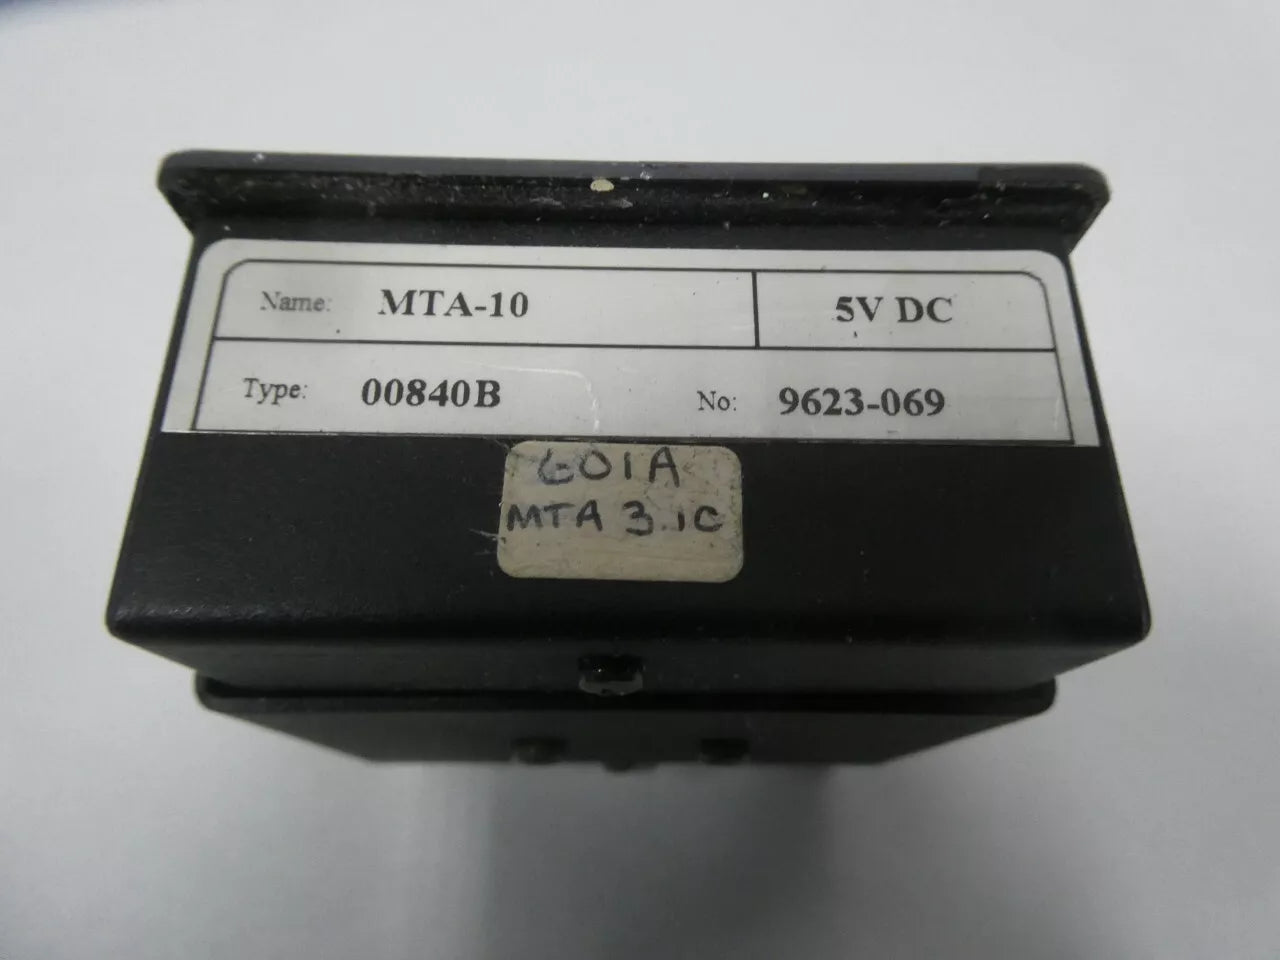 Name: MTA-10 5V DC
Type: 00840B No: 9623-069
601A
MTA 3.1C